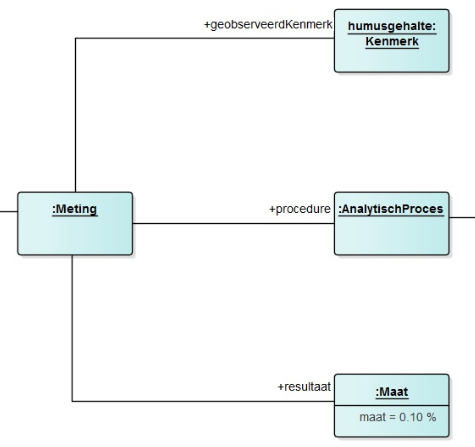 +geobserveerdKenmerk
humusgehalte:
Kenmerk
:Meting
+procedure
:AnalytischProces
+resultaat
:Maat
maat = 0.10 %